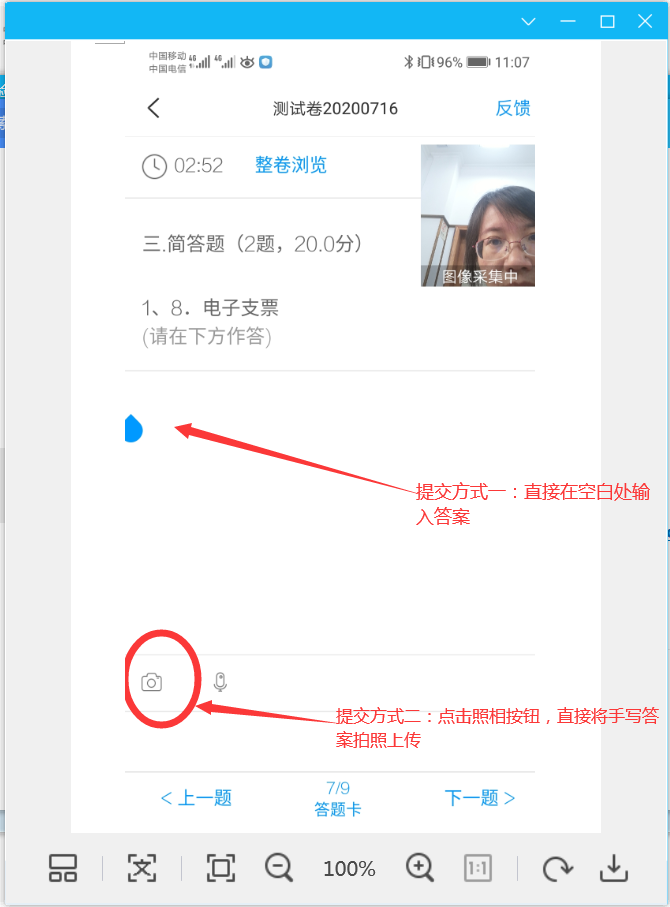 中国移动 4G 4G 96% 11:07
中国电信
测试卷20200716 反馈
02:52 整卷浏览
三.简答题（2题，20.0分）
图像采集中
1、8．电子支票
(请在下方作答)
提交方式一：直接在空白处输
入答案
提交方式二：点击照相按钮，直接将手写答
案拍照上传
< 上一题 7/9 下一题 >
答题卡
100% 1:1